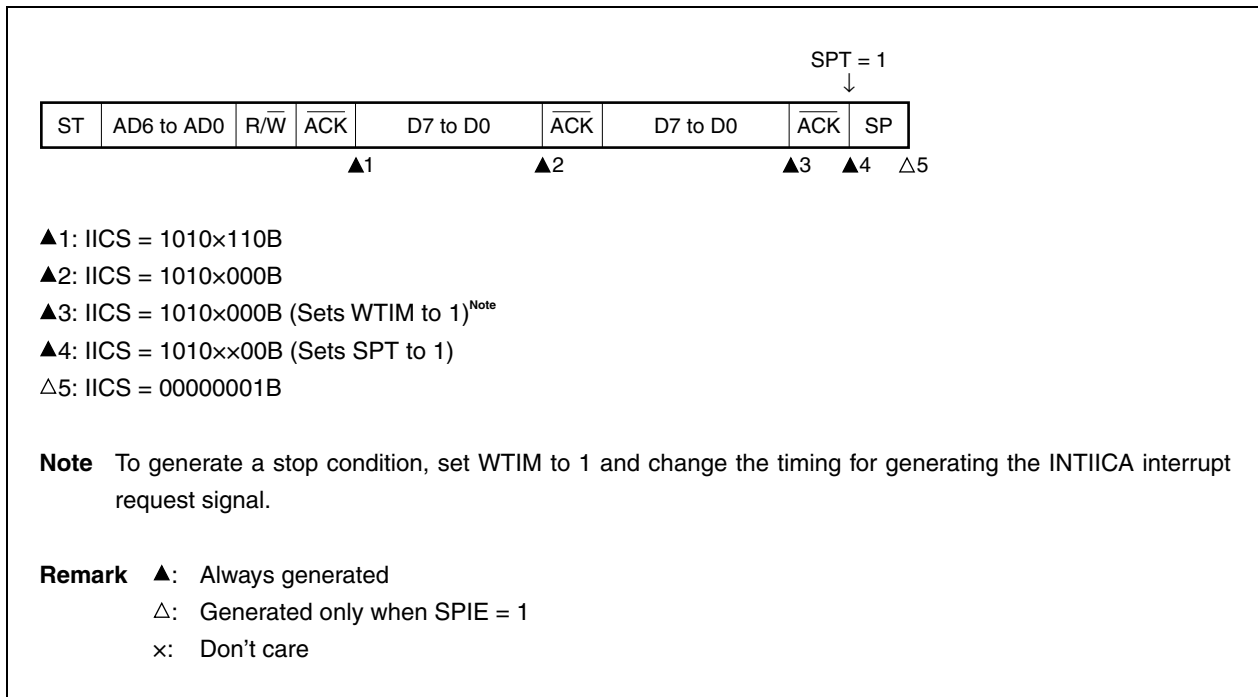 SPT = 1
↓
ST AD6 to AD0 R/W̅ A̅C̅K̅ D7 to D0 A̅C̅K̅ D7 to D0 A̅C̅K̅ SP
▲1 ▲2 ▲3 ▲4 △5
▲1: IICS = 1010×110B
▲2: IICS = 1010×000B
▲3: IICS = 1010×000B (Sets WTIM to 1)Note
▲4: IICS = 1010××00B (Sets SPT to 1)
△5: IICS = 00000001B
Note To generate a stop condition, set WTIM to 1 and change the timing for generating the INTIICA interrupt
request signal.
Remark ▲: Always generated
△: Generated only when SPIE = 1
×: Don't care